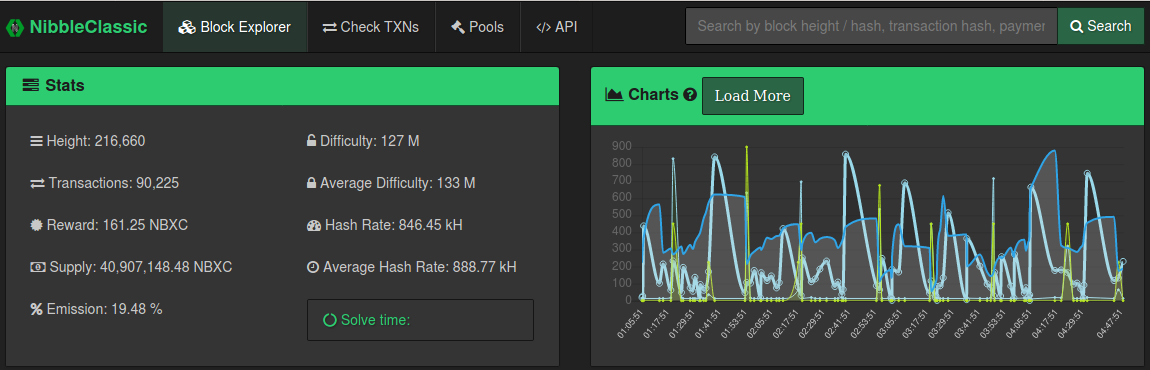 NibbleClassic
Block Explorer
Check TXNs
Pools
</> API
Search by block height / hash, transaction hash, paymer
Search
Stats
Height: 216,660
Difficulty: 127 M
Transactions: 90,225
Average Difficulty: 133 M
Reward: 161.25 NBXC
Hash Rate: 846.45 kH
Supply: 40,907,148.48 NBXC
Average Hash Rate: 888.77 kH
% Emission: 19.48 %
Solve time:
Charts
Load More
900
800
700
600
500
400
300
200
100
0
01:05:51
01:17:51
01:29:51
01:41:51
01:53:51
02:05:51
02:17:51
02:29:51
02:41:51
02:53:51
03:05:51
03:17:51
03:29:51
03:41:51
03:53:51
04:05:51
04:17:51
04:29:51
04:47:51